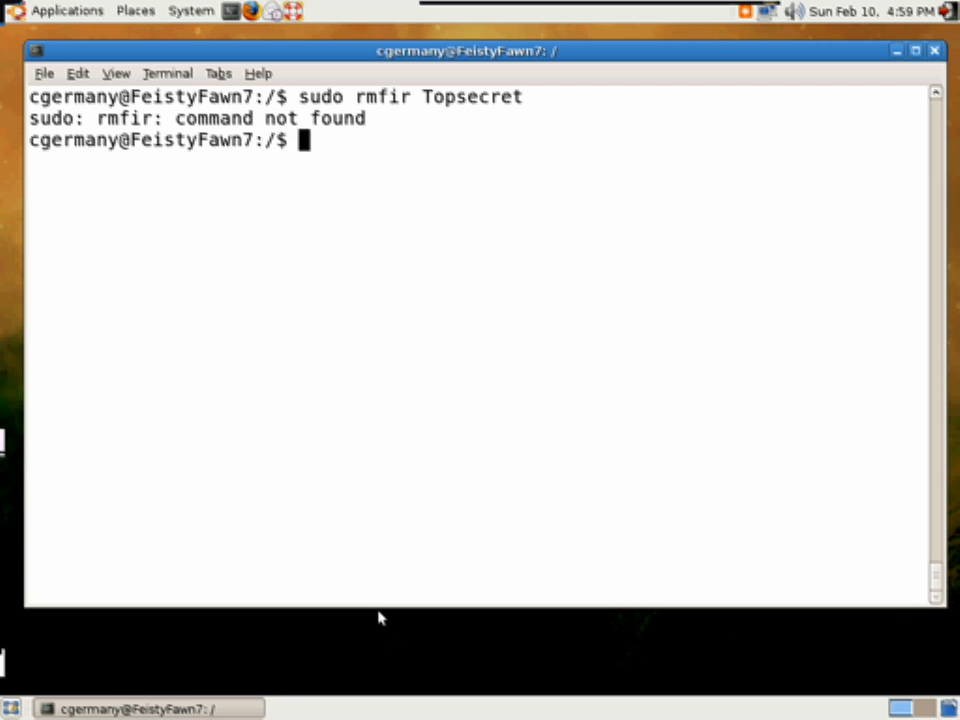 Applications Places System Sun Feb 10, 4:59 PM
cgermany@FeistyFawn7: /
File Edit View Terminal Tabs Help
cgermany@FeistyFawn7:/$ sudo rmfir Topsecret
sudo: rmfir: command not found
cgermany@FeistyFawn7:/$
cgermany@FeistyFawn7: /